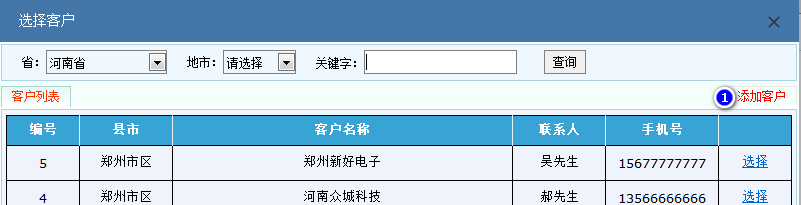 选择客户
省： 河南省 地市： 请选择 关键字： 查询
客户列表 1 添加客户
编号 县市 客户名称 联系人 手机号
5 郑州市区 郑州新好电子 吴先生 15677777777 选择
4 郑州市区 河南众城科技 郝先生 13566666666 选择